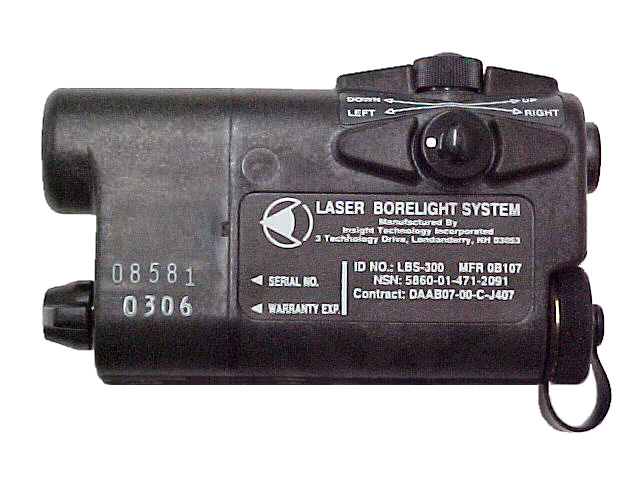 DOWN UP
LEFT RIGHT
LASER BORELIGHT SYSTEM
Manufactured By
Insight Technology Incorporated
3 Technology Drive, Londonderry, NH 03053
08581
0306
SERIAL NO.
WARRANTY EXP.
ID NO.: LBS-300 MFR 0B107
NSN: 5860-01-471-2091
Contract: DAAB07-00-C-J407